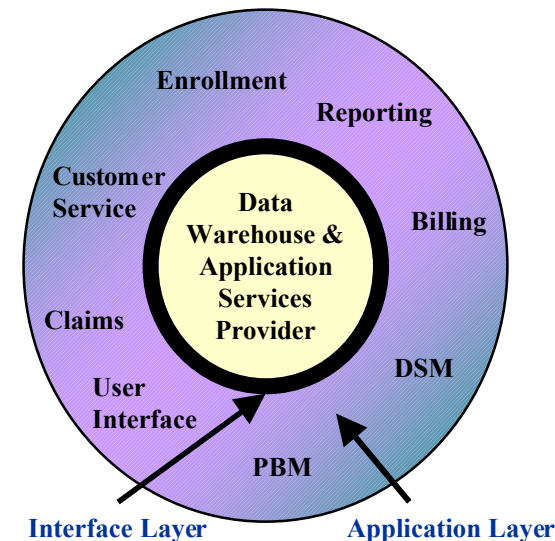 Enrollment
Reporting
Customer
Service
Data
Warehouse &
Application
Services
Provider
Billing
Claims
DSM
User
Interface
PBM
Interface Layer
Application Layer